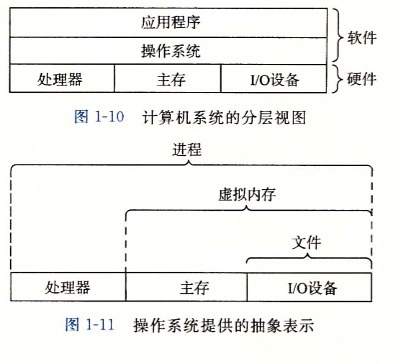 应用程序
操作系统
软件
处理器 主存 I/O设备
硬件
图 1-10 计算机系统的分层视图
进程
虚拟内存
文件
处理器 主存 I/O设备
图 1-11 操作系统提供的抽象表示